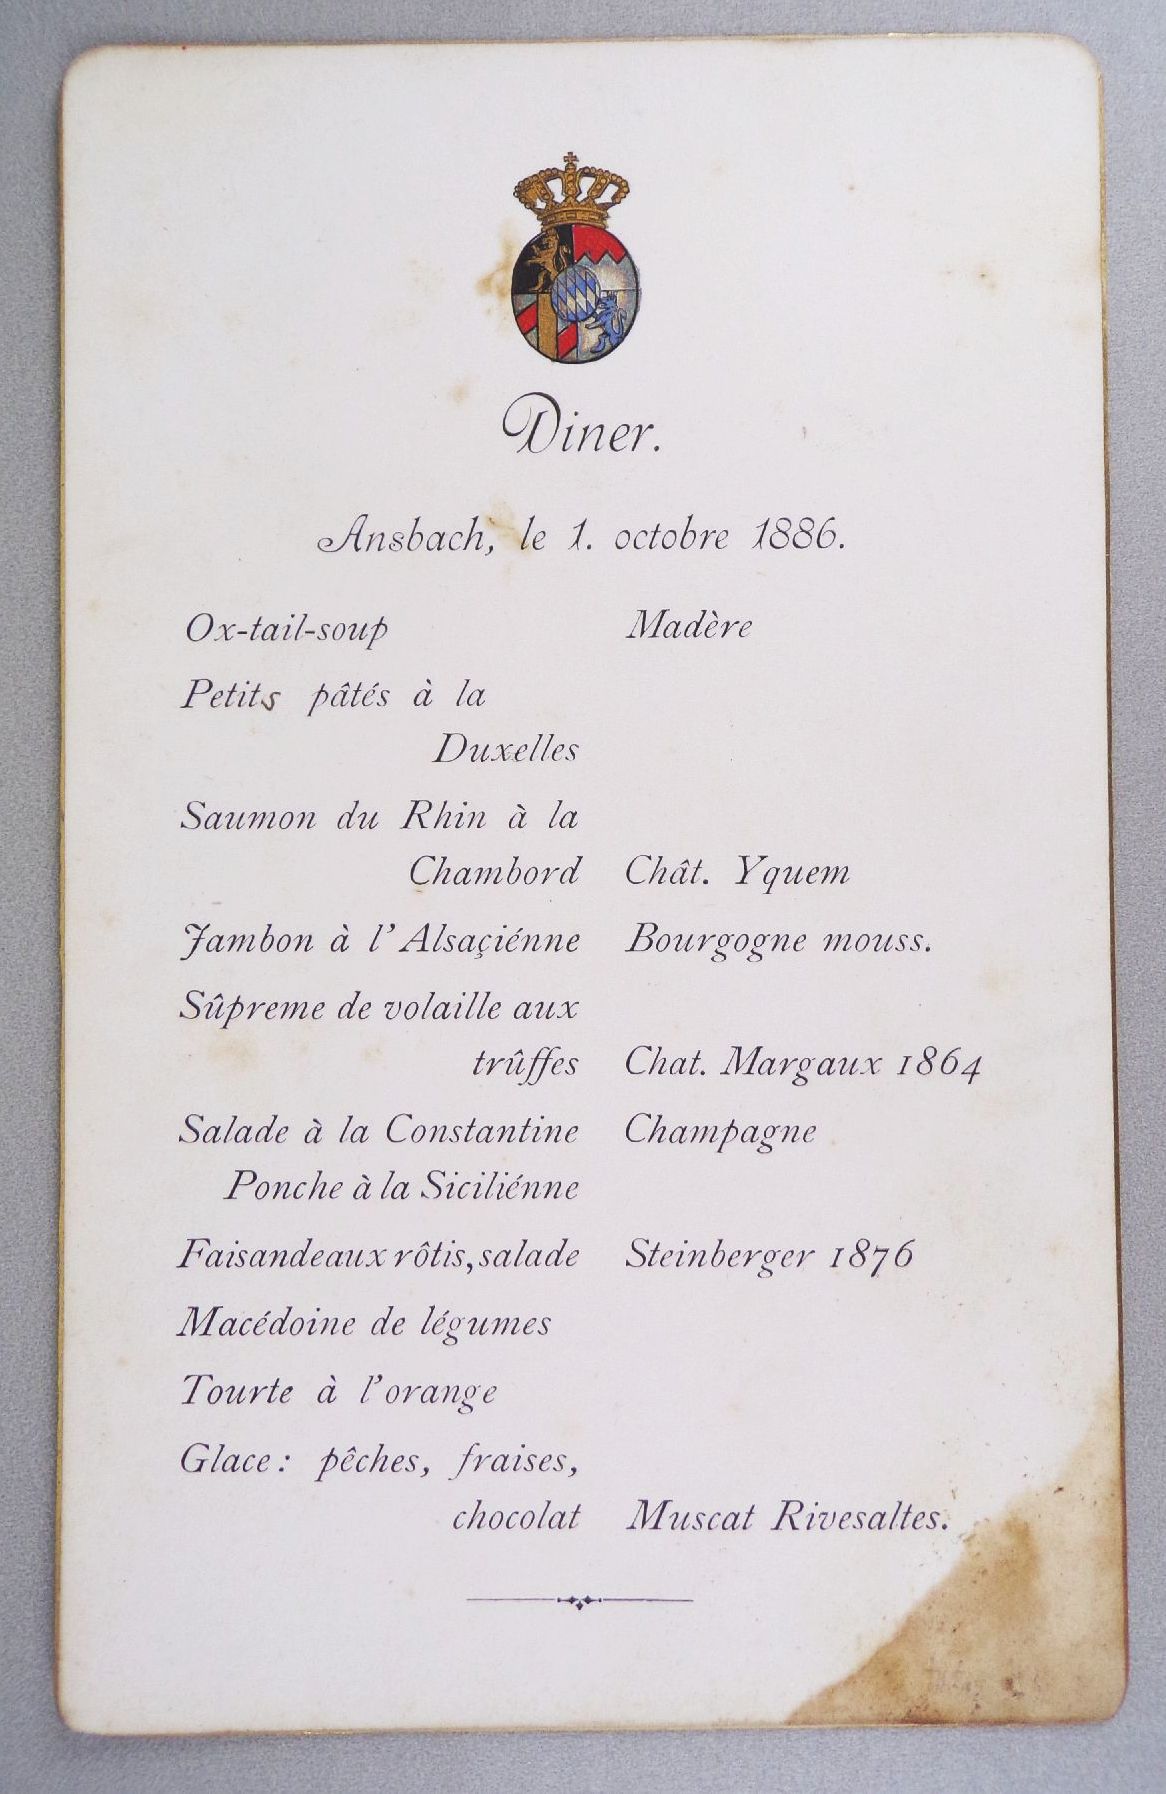 Diner.
Ansbach, le 1. octobre 1886.
Ox-tail-soup Madère
Petits pâtés à la
Duxelles
Saumon du Rhin à la
Chambord Chât. Yquem
Jambon à l'Alsaçiénne Bourgogne mouss.
Sûpreme de volaille aux
trûffes Chat. Margaux 1864
Salade à la Constantine Champagne
Ponche à la Siciliénne
Faisandeaux rôtis, salade Steinberger 1876
Macédoine de légumes
Tourte à l'orange
Glace: pêches, fraises,
chocolat Muscat Rivesaltes.